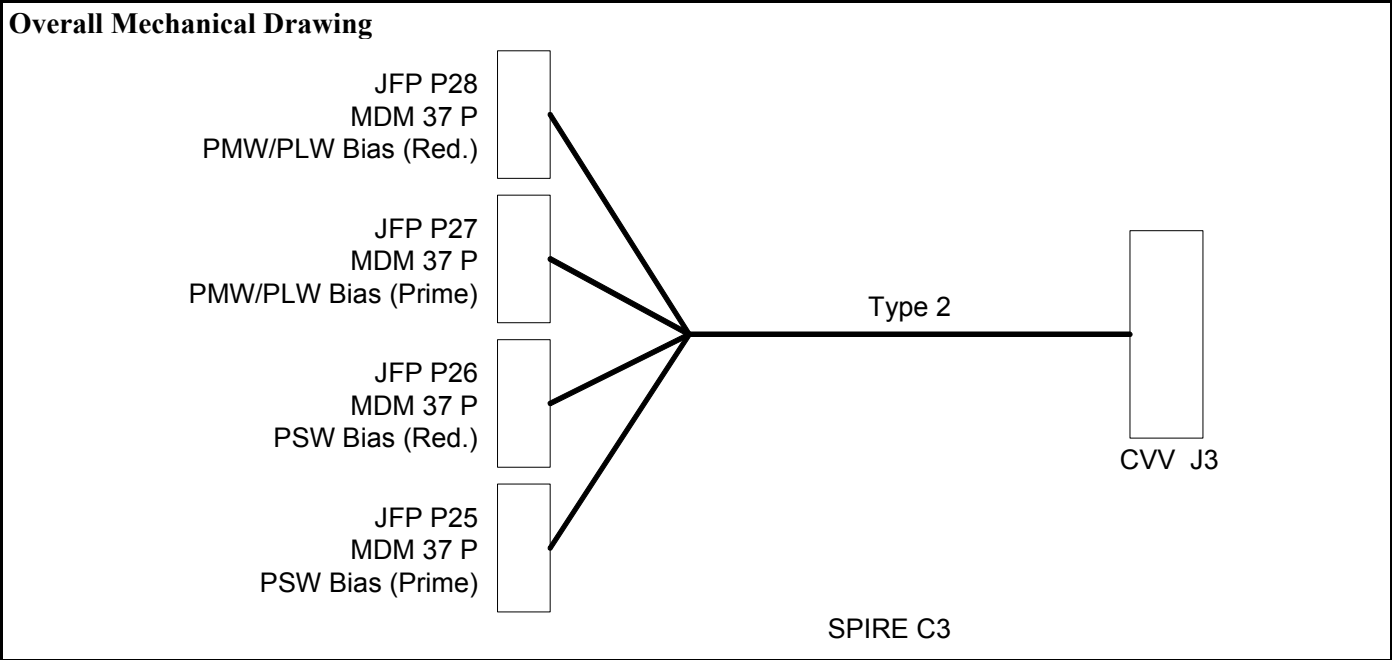 Overall Mechanical Drawing
JFP P28
MDM 37 P
PMW/PLW Bias (Red.)
JFP P27
MDM 37 P
PMW/PLW Bias (Prime)
Type 2
JFP P26
MDM 37 P
PSW Bias (Red.)
CVV J3
JFP P25
MDM 37 P
PSW Bias (Prime)
SPIRE C3